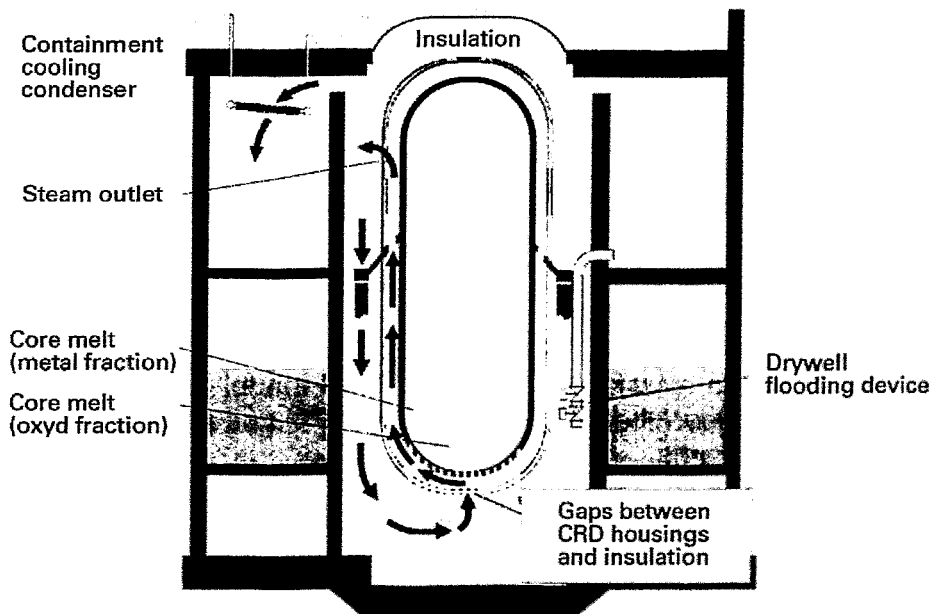 Containment
cooling
condenser
Insulation
Steam outlet
Core melt
(metal fraction)
Core melt
(oxyd fraction)
Drywell
flooding device
Gaps between
CRD housings
and insulation